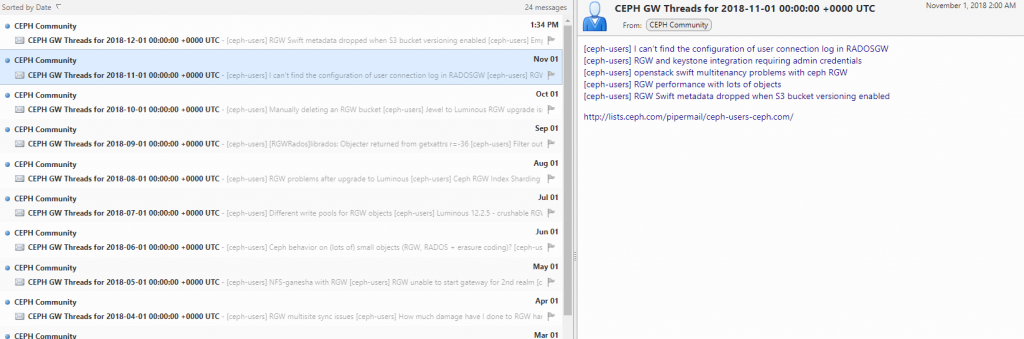 Sorted by Date
24 messages
CEPH Community
1:34 PM
CEPH GW Threads for 2018-12-01 00:00:00 +0000 UTC - [ceph-users] RGW Swift metadata dropped when S3 bucket versioning enabled [ceph-users]
CEPH Community
Nov 01
CEPH GW Threads for 2018-11-01 00:00:00 +0000 UTC - [ceph-users] I can't find the configuration of user connection log in RADOSGW [ceph-users] RGW
CEPH Community
Oct 01
CEPH GW Threads for 2018-10-01 00:00:00 +0000 UTC - [ceph-users] Manually deleting an RGW bucket [ceph-users] Jewel to Luminous RGW upgrade is
CEPH Community
Sep 01
CEPH GW Threads for 2018-09-01 00:00:00 +0000 UTC - [ceph-users] [RGWRados]librados: Objecter returned from getxattrs r=-36 [ceph-users] Filter out
CEPH Community
Aug 01
CEPH GW Threads for 2018-08-01 00:00:00 +0000 UTC - [ceph-users] RGW problems after upgrade to Luminous [ceph-users] Ceph RGW Index Sharding
CEPH Community
Jul 01
CEPH GW Threads for 2018-07-01 00:00:00 +0000 UTC - [ceph-users] Different write pools for RGW objects [ceph-users] Luminous 12.2.5 - crushable RG
CEPH Community
Jun 01
CEPH GW Threads for 2018-06-01 00:00:00 +0000 UTC - [ceph-users] Ceph behavior on (lots of) small objects (RGW, RADOS + erasure coding)? [ceph-us
CEPH Community
May 01
CEPH GW Threads for 2018-05-01 00:00:00 +0000 UTC - [ceph-users] NFS-ganesha with RGW [ceph-users] RGW unable to start gateway for 2nd realm [c
CEPH Community
Apr 01
CEPH GW Threads for 2018-04-01 00:00:00 +0000 UTC - [ceph-users] RGW multisite sync issues [ceph-users] How much damage have I done to RGW ha
CEPH Community
Mar 01
CEPH GW Threads for 2018-11-01 00:00:00 +0000 UTC
November 1, 2018 2:00 AM
From: CEPH Community
[ceph-users] I can't find the configuration of user connection log in RADOSGW
[ceph-users] RGW and keystone integration requiring admin credentials
[ceph-users] openstack swift multitenancy problems with ceph RGW
[ceph-users] RGW performance with lots of objects
[ceph-users] RGW Swift metadata dropped when S3 bucket versioning enabled
http://lists.ceph.com/pipermail/ceph-users-ceph.com/